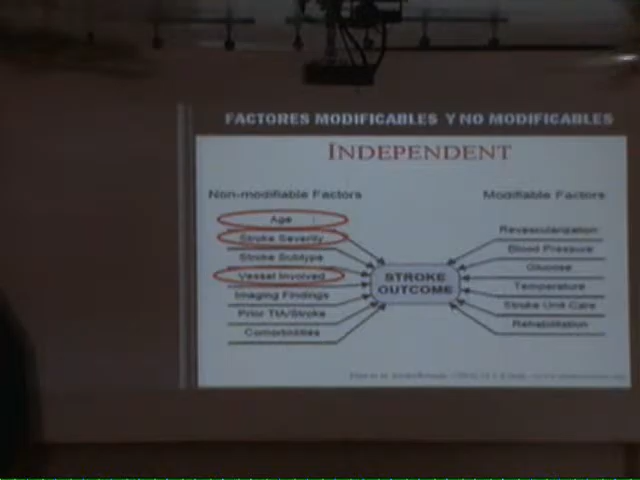 FACTORES MODIFICABLES Y NO MODIFICABLES
INDEPENDENT
Non-modifiable Factors
Age
Stroke Severity
Stroke Subtype
Vessel Involved
Imaging Findings
Prior TIA/Stroke
Comorbidities
STROKE
OUTCOME
Modifiable Factors
Revascularization
Blood Pressure
Glucose
Temperature
Stroke Unit Care
Rehabilitation